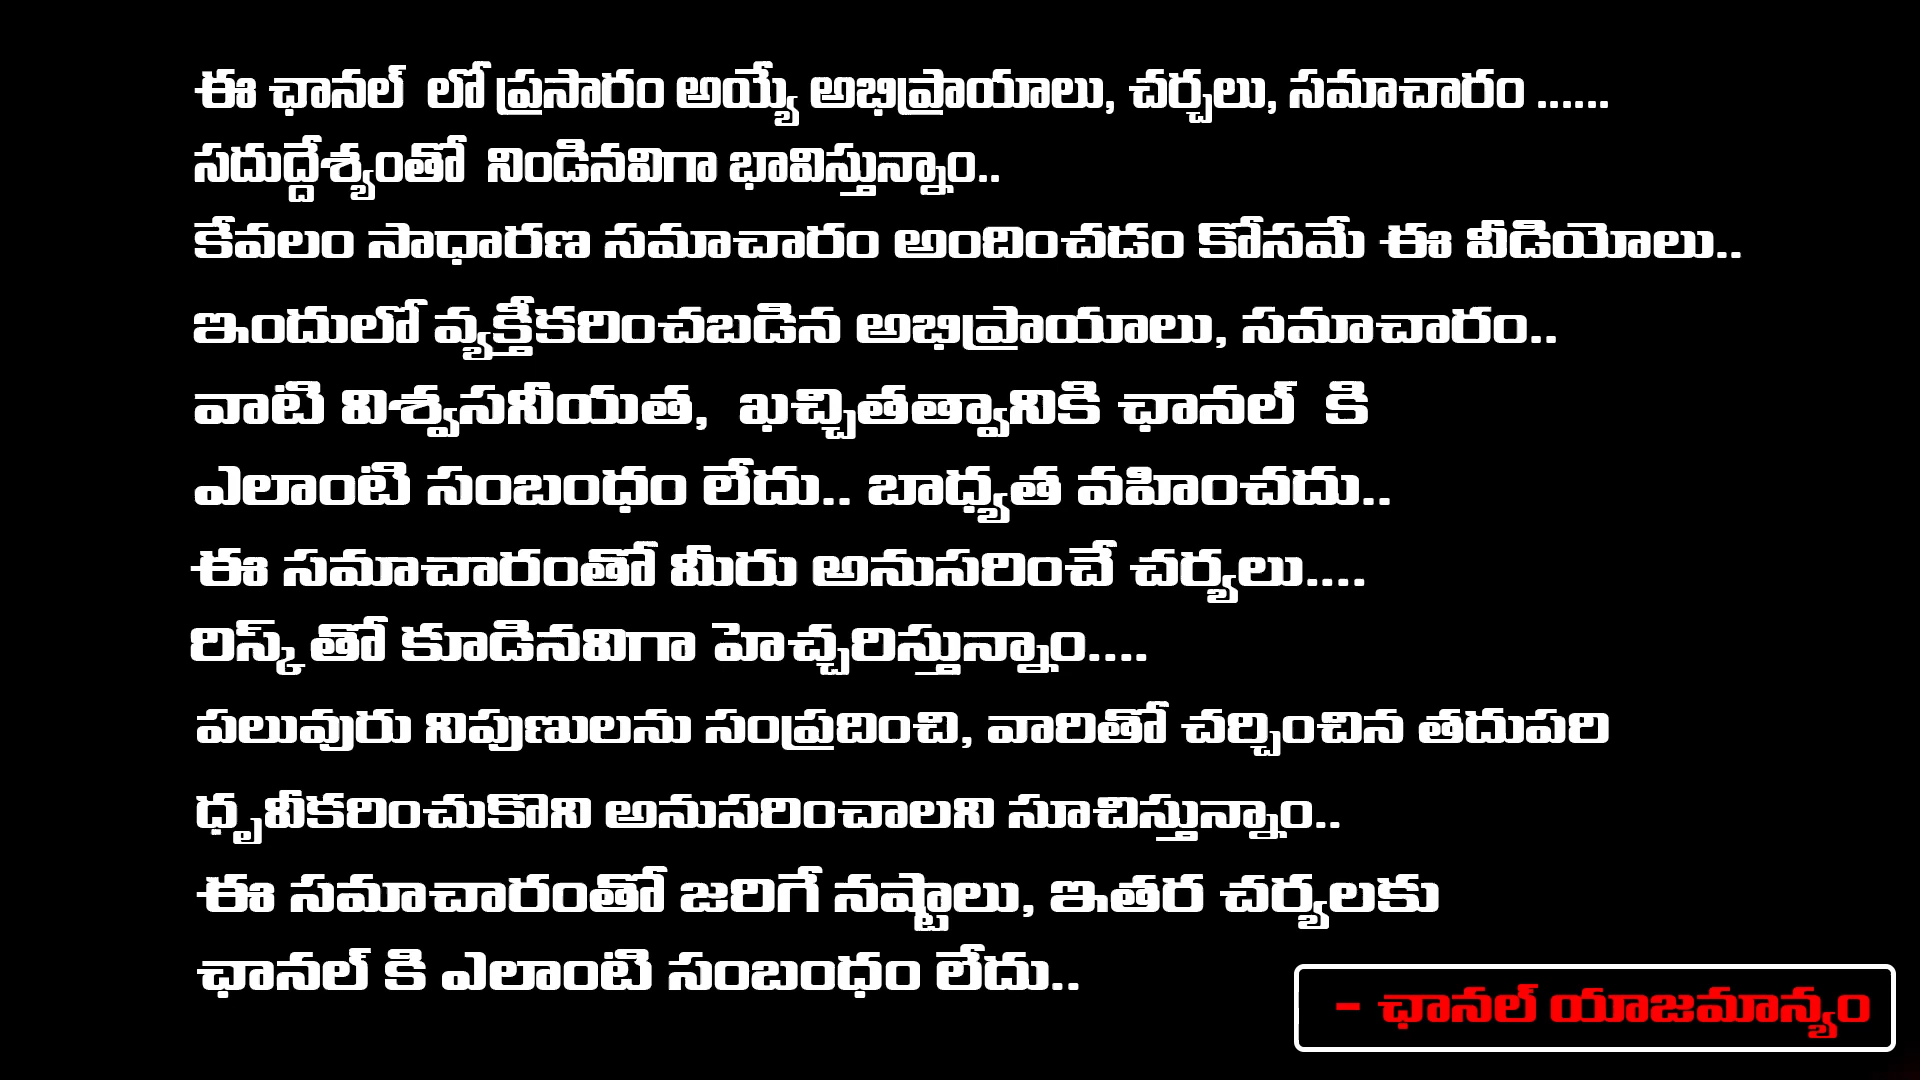 ఈ ఛానల్ లో ప్రసారం అయ్యే అభిప్రాయాలు, చర్చలు, సమాచారం ......
సదుద్దేశ్యంతో నిండినవిగా భావిస్తున్నాం..
కేవలం సాధారణ సమాచారం అందించడం కోసమే ఈ వీడియోలు..
ఇందులో వ్యక్తీకరించబడిన అభిప్రాయాలు, సమాచారం..
వాటి విశ్వసనీయత, ఖచ్చితత్వానికి ఛానల్ కి
ఎలాంటి సంబంధం లేదు.. బాధ్యత వహించదు..
ఈ సమాచారంతో మీరు అనుసరించే చర్యలు....
రిస్క్ తో కూడినవిగా హెచ్చరిస్తున్నాం....
పలువురు నిపుణులను సంప్రదించి, వారితో చర్చించిన తదుపరి
ధృవీకరించుకొని అనుసరించాలని సూచిస్తున్నాం..
ఈ సమాచారంతో జరిగే నష్టాలు, ఇతర చర్యలకు
ఛానల్ కి ఎలాంటి సంబంధం లేదు..
- ఛానల్ యాజమాన్యం